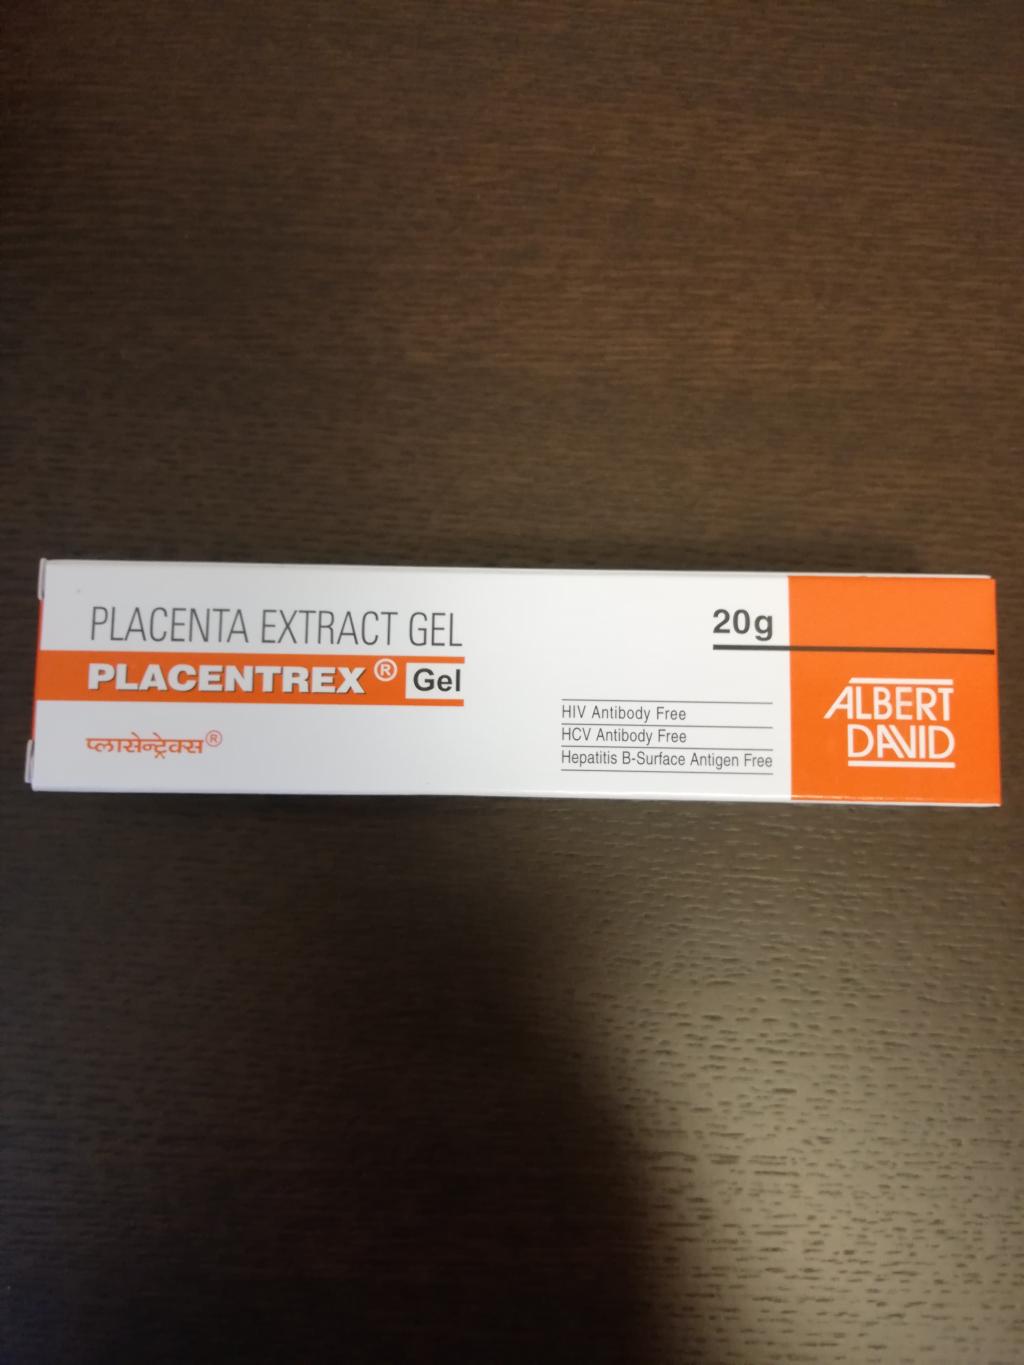 PLACENTA EXTRACT GEL
PLACENTREX® Gel
प्लासेन्ट्रेक्स®
20g
HIV Antibody Free
HCV Antibody Free
Hepatitis B-Surface Antigen Free
ALBERT
DAVID